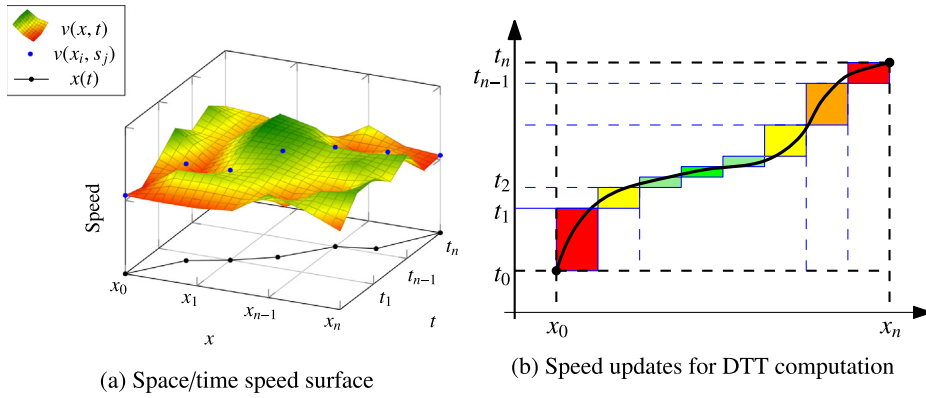 v(x, t)
v(x_i, s_j)
x(t)
Speed
x_0
x_1
x_{n−1}
x_n
x
t_1
t_{n−1}
t_n
t
(a) Space/time speed surface
t_n
t_{n−1}
t_2
t_1
t_0
x_0
x_n
(b) Speed updates for DTT computation